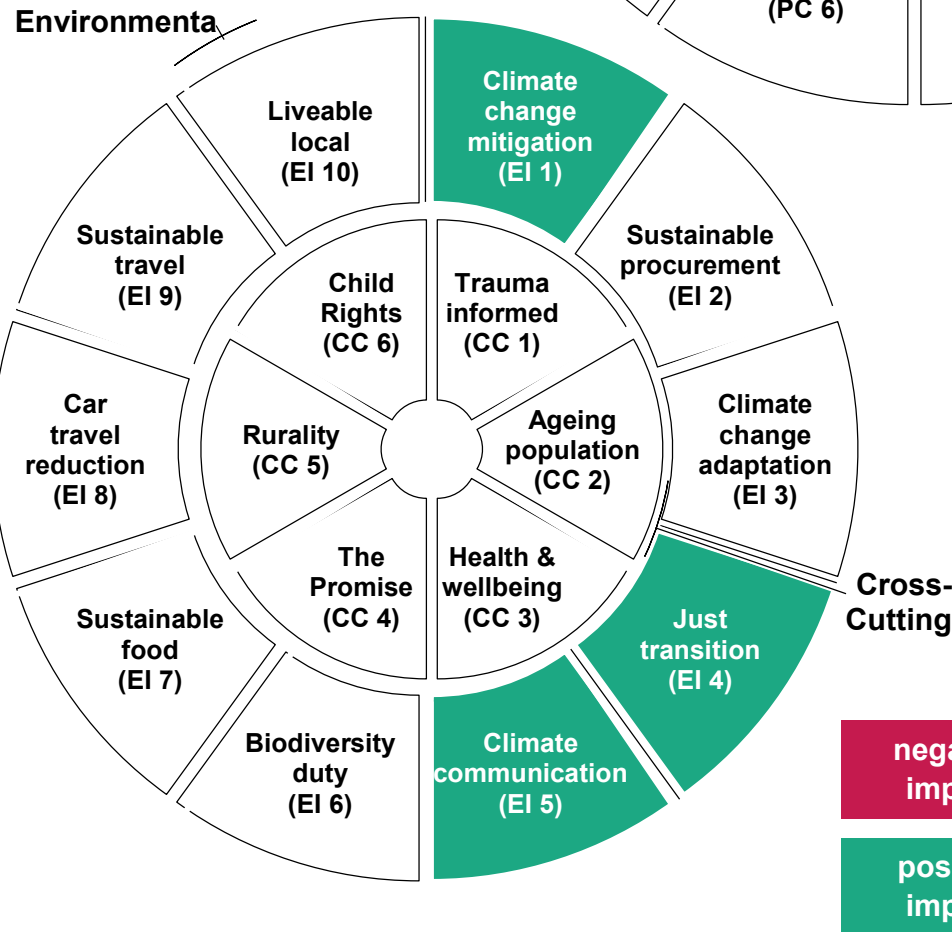 (PC 6)
Environmenta
Climate
change
mitigation
(EI 1)
Sustainable
procurement
(EI 2)
Climate
change
adaptation
(EI 3)
Just
transition
(EI 4)
Climate
communication
(EI 5)
Biodiversity
duty
(EI 6)
Sustainable
food
(EI 7)
Car
travel
reduction
(EI 8)
Sustainable
travel
(EI 9)
Liveable
local
(EI 10)
Trauma
informed
(CC 1)
Ageing
population
(CC 2)
Health &
wellbeing
(CC 3)
The
Promise
(CC 4)
Rurality
(CC 5)
Child
Rights
(CC 6)
Cross-
Cutting
nega
imp
pos
imp